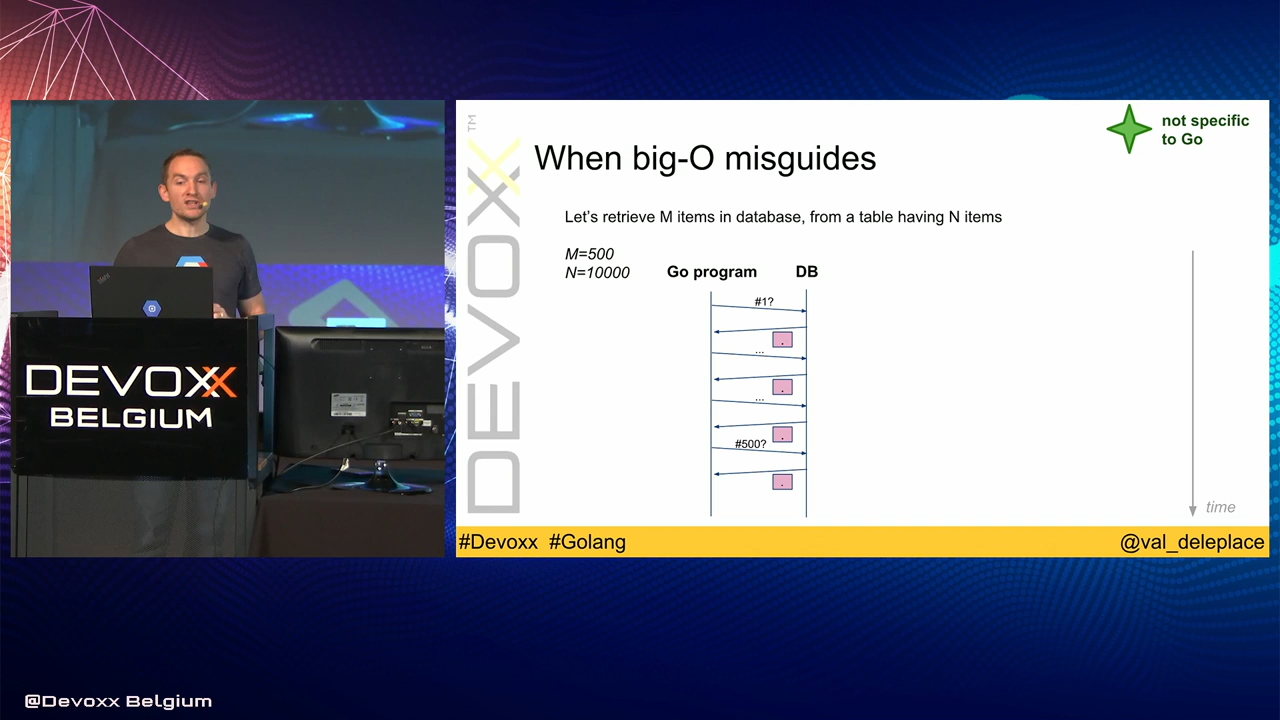 DEVOXX
BELGIUM
DEVOXX™
not specific
to Go
When big-O misguides
Let's retrieve M items in database, from a table having N items
M=500
N=10000
Go program
DB
#1?
...
...
#500?
time
#Devoxx #Golang
@val_deleplace
@Devoxx Belgium